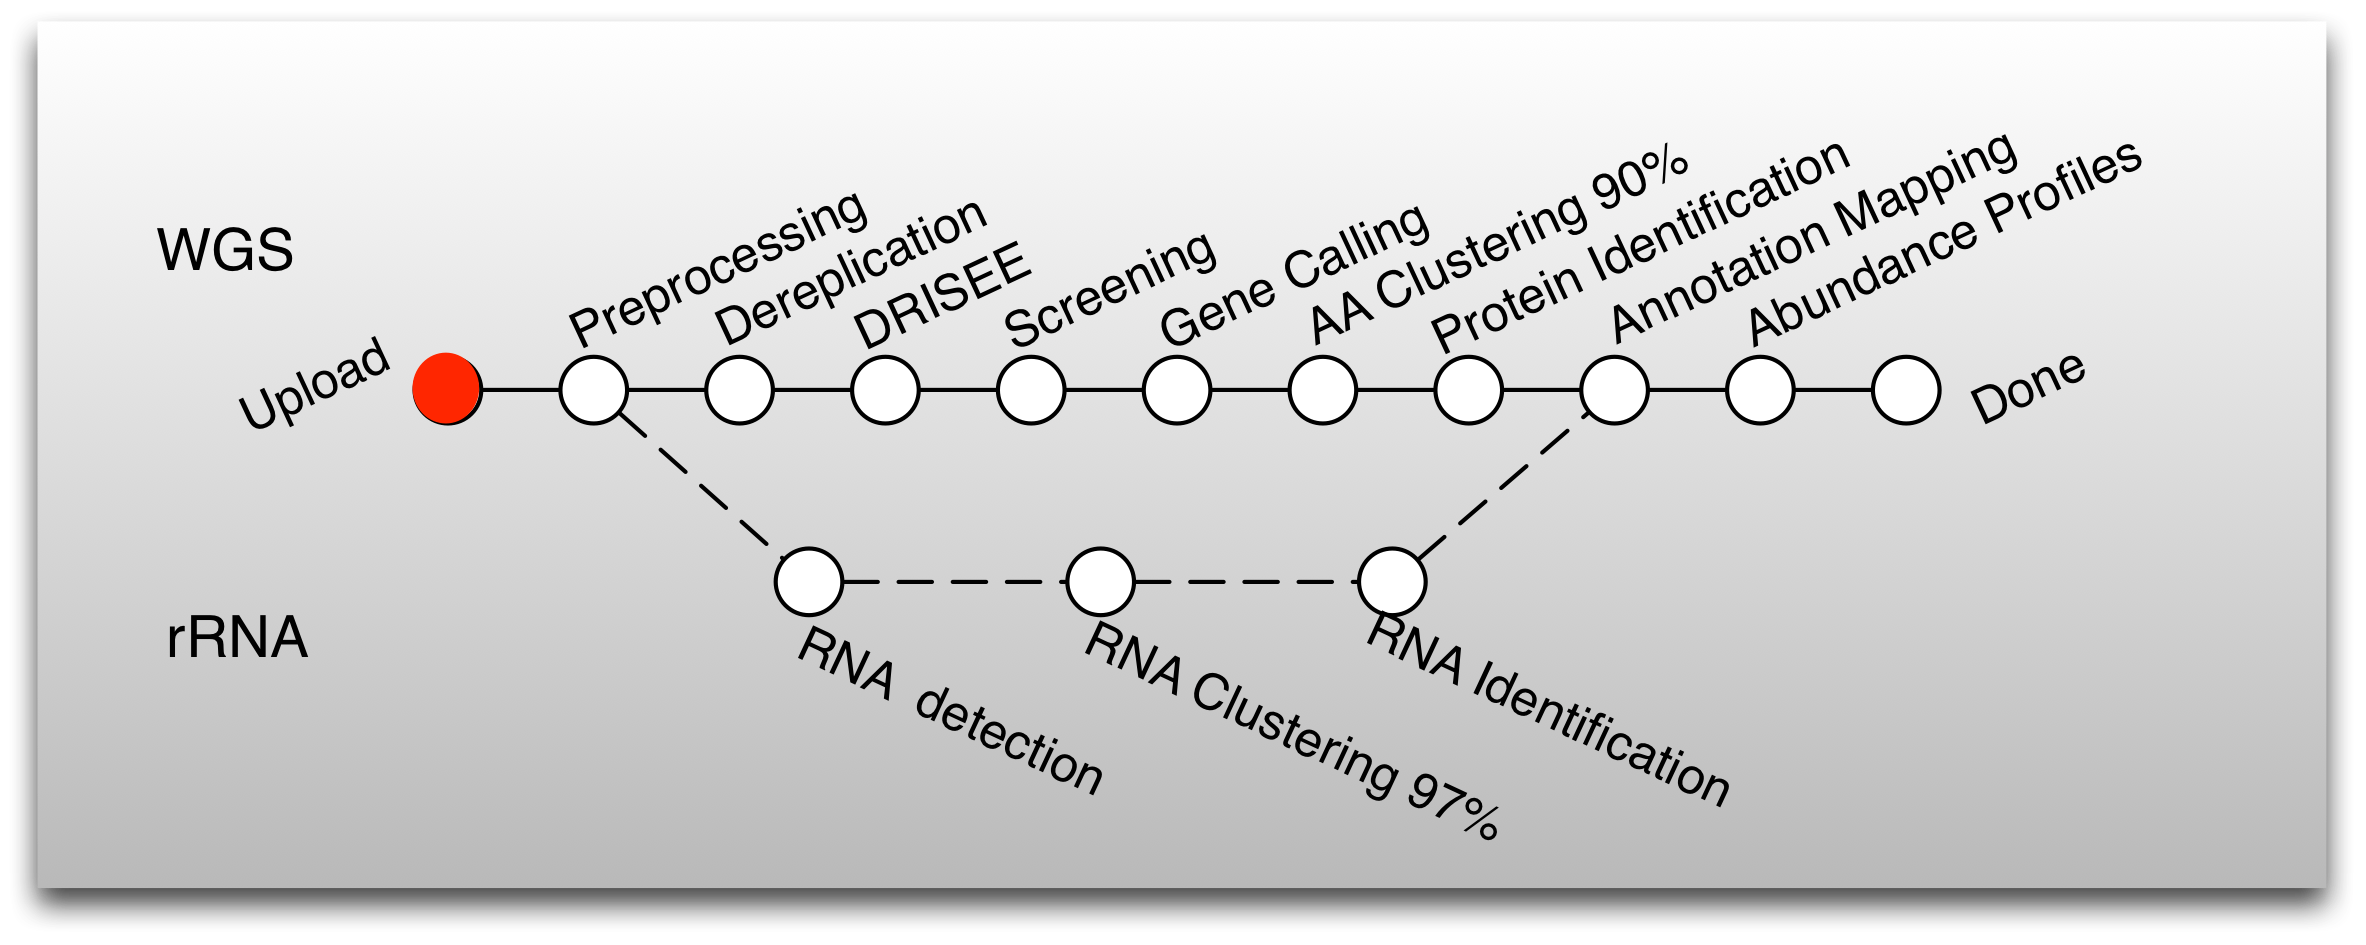 WGS
Upload
Preprocessing
Dereplication
DRISEE
Screening
Gene Calling
AA Clustering 90%
Protein Identification
Annotation Mapping
Abundance Profiles
Done
rRNA
RNA detection
RNA Clustering 97%
RNA Identification